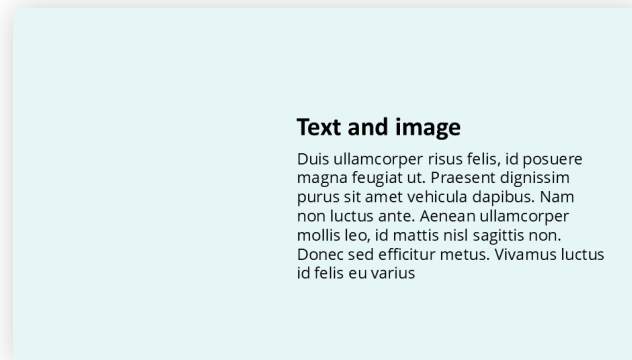 Text and image
Duis ullamcorper risus felis, id posuere
magna feugiat ut. Praesent dignissim
purus sit amet vehicula dapibus. Nam
non luctus ante. Aenean ullamcorper
mollis leo, id mattis nisl sagittis non.
Donec sed efficitur metus. Vivamus luctus
id felis eu varius